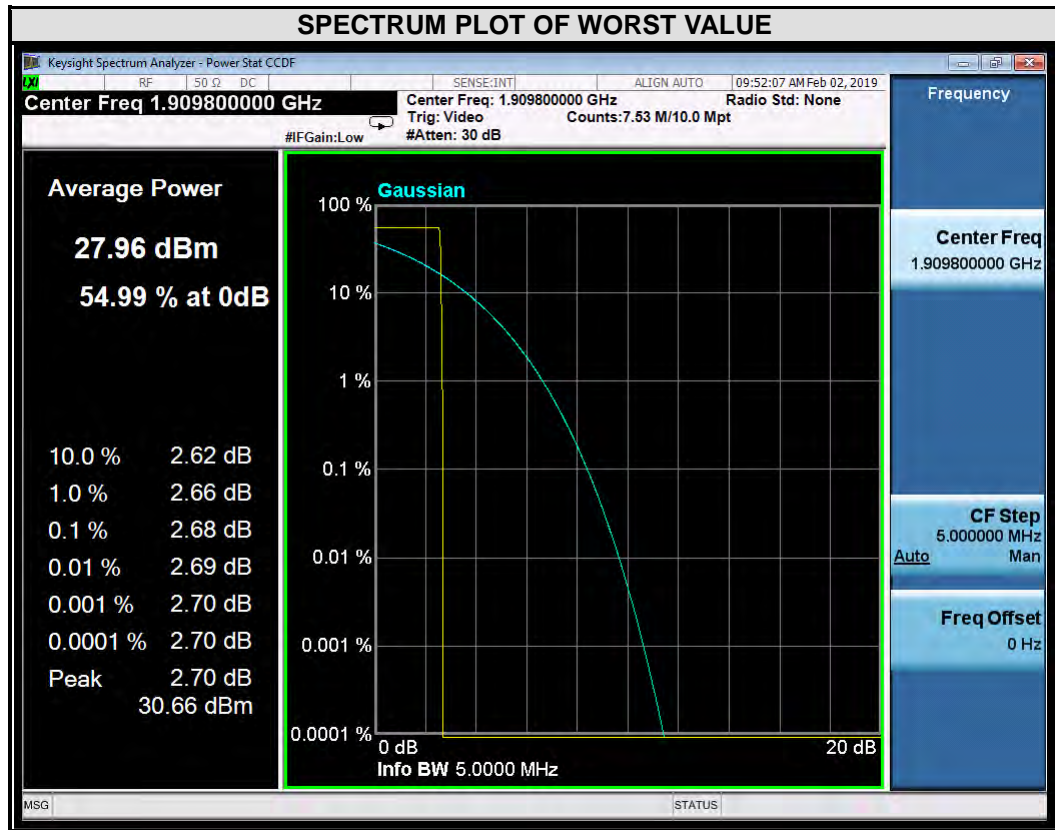 SPECTRUM PLOT OF WORST VALUE
Keysight Spectrum Analyzer - Power Stat CCDF
LXI RF 50 Ω DC SENSE:INT ALIGN AUTO 09:52:07 AM Feb 02, 2019
Center Freq 1.909800000 GHz
Center Freq: 1.909800000 GHz Radio Std: None
Trig: Video Counts:7.53 M/10.0 Mpt
#IFGain:Low #Atten: 30 dB
Frequency
Average Power
27.96 dBm
54.99 % at 0dB
10.0 % 2.62 dB
1.0 % 2.66 dB
0.1 % 2.68 dB
0.01 % 2.69 dB
0.001 % 2.70 dB
0.0001 % 2.70 dB
Peak 2.70 dB
30.66 dBm
Gaussian
100 %
10 %
1 %
0.1 %
0.01 %
0.001 %
0.0001 %
0 dB 20 dB
Info BW 5.0000 MHz
Center Freq
1.909800000 GHz
CF Step
5.000000 MHz
Auto Man
Freq Offset
0 Hz
MSG STATUS